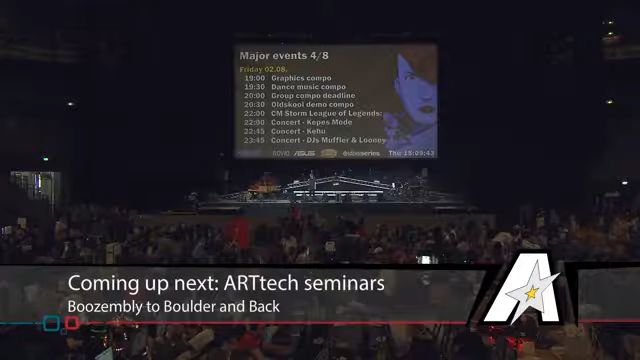 Major events 4/8
Friday 02.08.
19:00 Graphics compo
19:30 Dance music compo
20:00 Group compo deadline
20:30 Oldskool demo compo
22:00 CM Storm League of Legends:
22:00 Concert - Kepes Mode
22:45 Concert - Kehu
23:45 Concert - DJs Muffler & Looney
ASUS steelseries Thu 15:09:43
Coming up next: ARTtech seminars
Boozembly to Boulder and Back